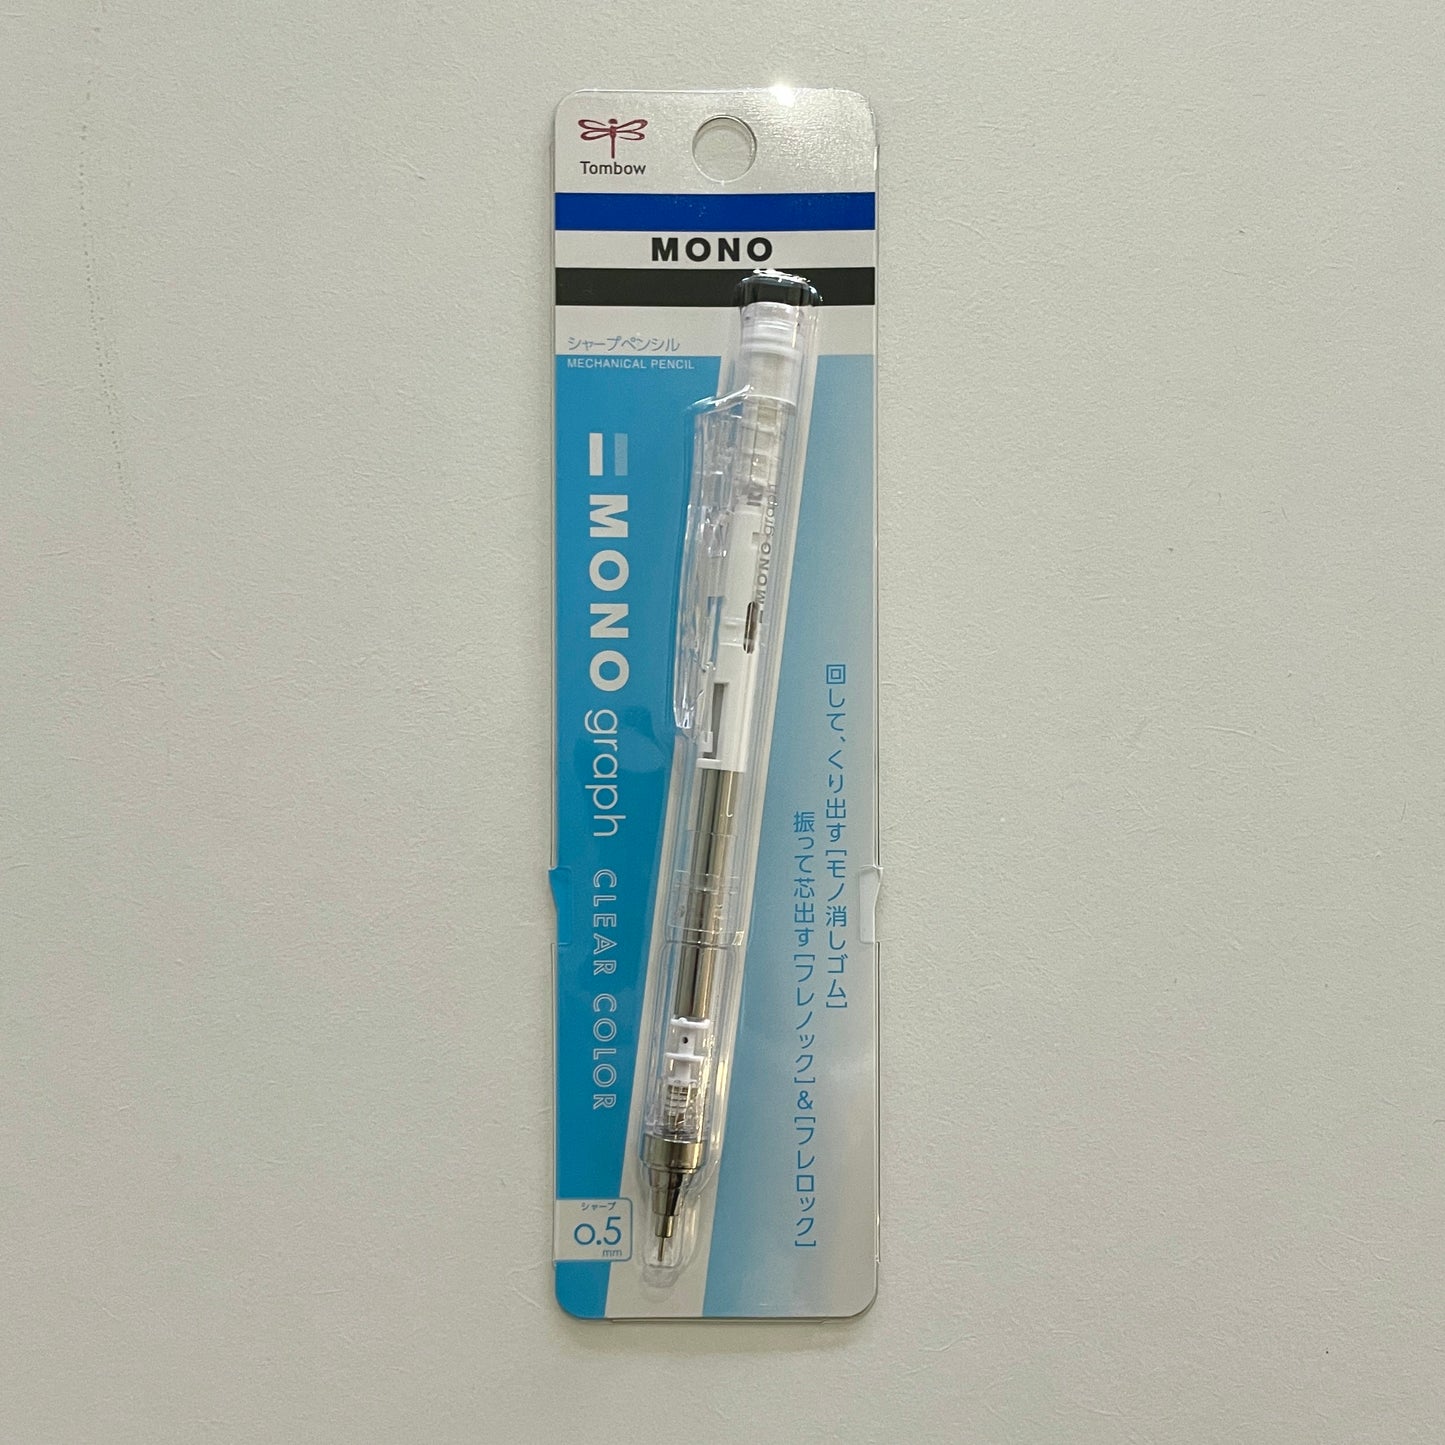 Tombow
MONO
シャープペンシル
MECHANICAL PENCIL
MONO graph CLEAR COLOR
MONO graph
回して、くり出す[モノ消しゴム]
振って芯出す[フレノック]&[フレロック]
シャープ
0.5
mm